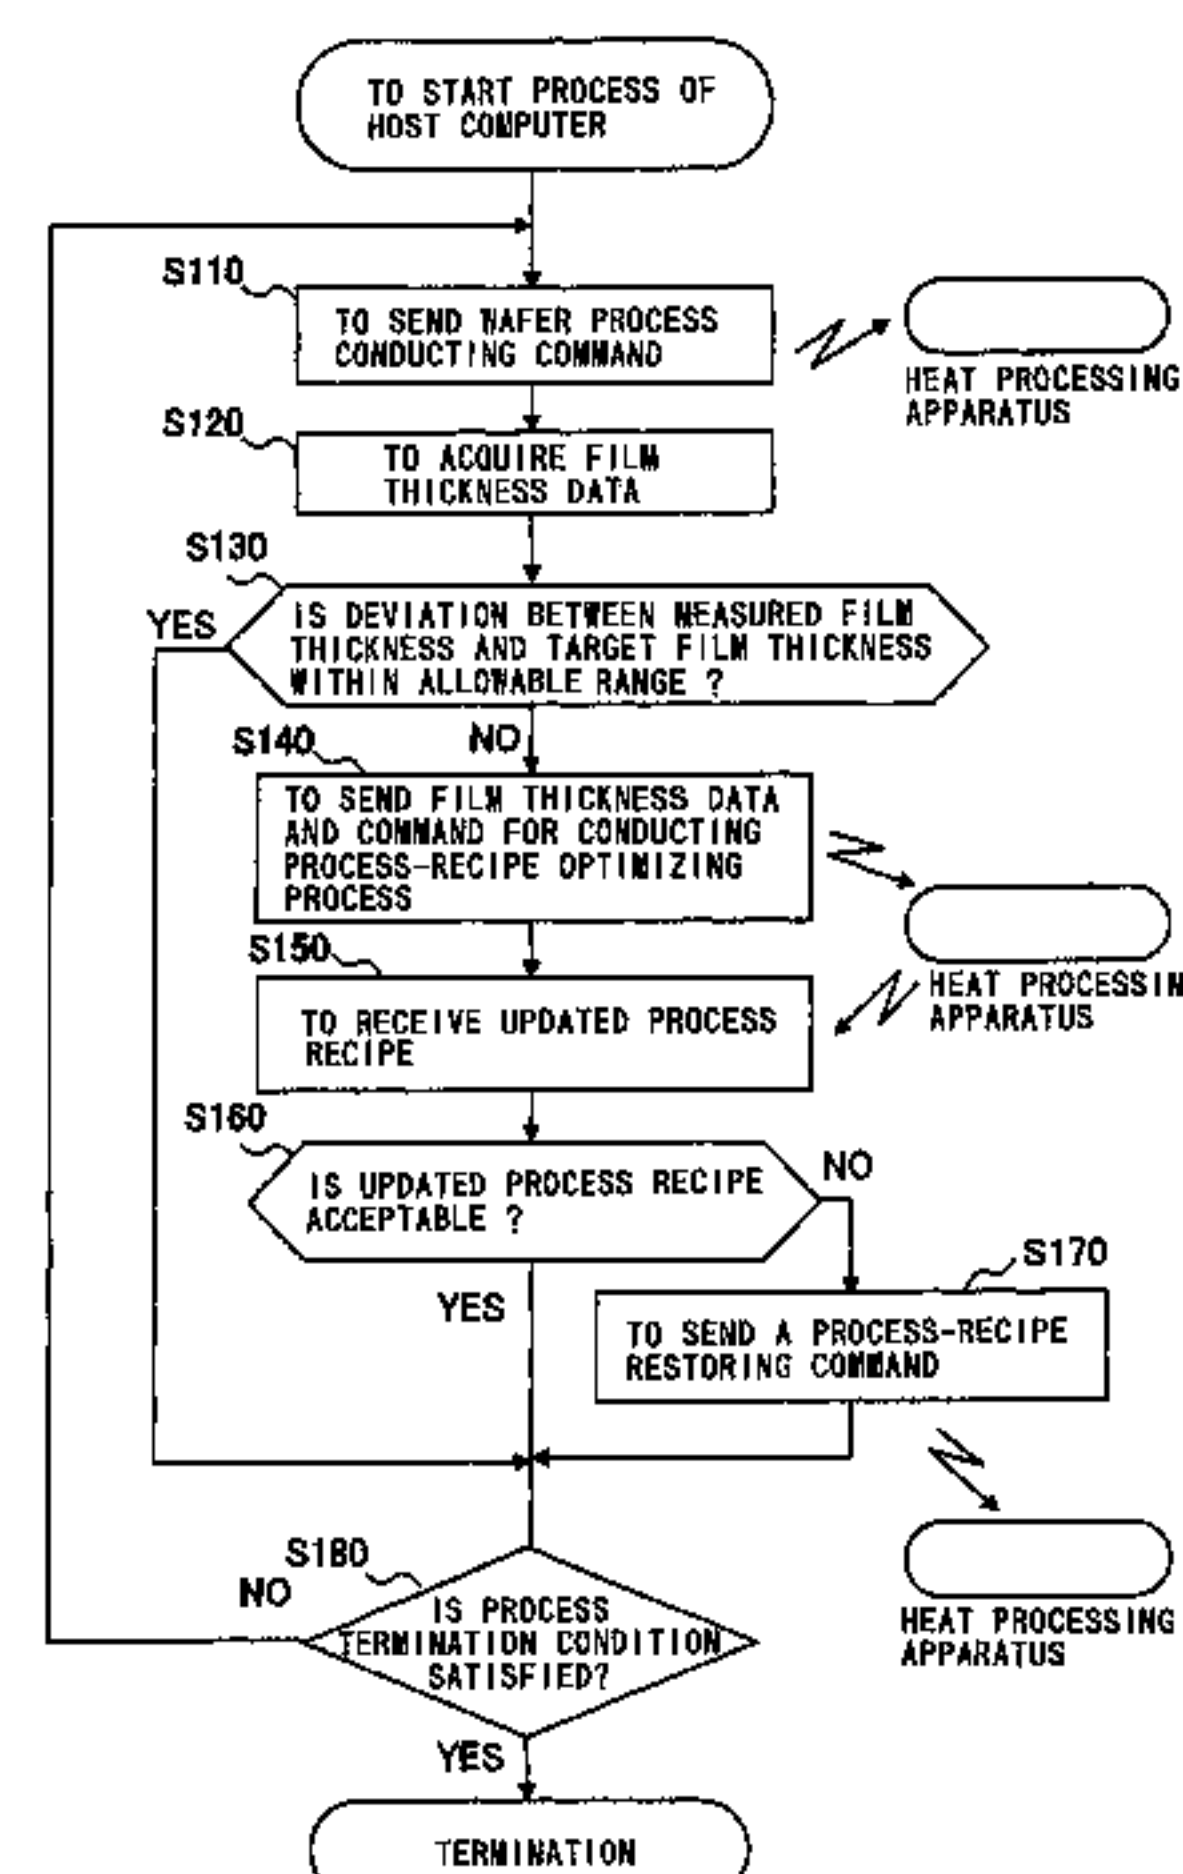 TO START PROCESS OF
HOST COMPUTER
S110
TO SEND WAFER PROCESS
CONDUCTING COMMAND
HEAT PROCESSING
APPARATUS
S120
TO ACQUIRE FILM
THICKNESS DATA
S130
YES
IS DEVIATION BETWEEN MEASURED FILM
THICKNESS AND TARGET FILM THICKNESS
WITHIN ALLOWABLE RANGE ?
NO
S140
TO SEND FILM THICKNESS DATA
AND COMMAND FOR CONDUCTING
PROCESS-RECIPE OPTIMIZING
PROCESS
HEAT PROCESSIN
APPARATUS
S150
TO RECEIVE UPDATED PROCESS
RECIPE
S160
IS UPDATED PROCESS RECIPE
ACCEPTABLE ?
NO
YES
S170
TO SEND A PROCESS-RECIPE
RESTORING COMMAND
HEAT PROCESSING
APPARATUS
S180
NO
IS PROCESS
TERMINATION CONDITION
SATISFIED?
YES
TERMINATION